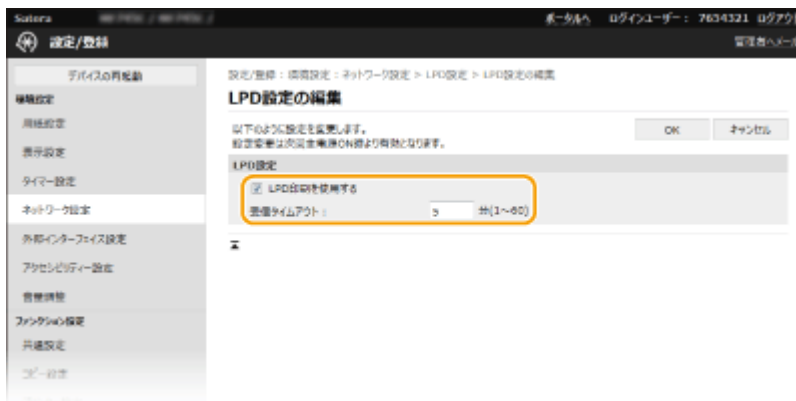 Satera
ポータルへ ログインユーザー： 7654321 ログアウト
設定/登録
管理者へメール
デバイスの再起動
環境設定
用紙設定
表示設定
タイマー設定
ネットワーク設定
外部インターフェイス設定
アクセシビリティー設定
音量調整
ファンクション設定
共通設定
コピー設定
設定/登録 : 環境設定 : ネットワーク設定 > LPD設定 > LPD設定の編集
LPD設定の編集
以下のように設定を変更します。
設定変更は次回主電源ON時より有効となります。
OK キャンセル
LPD設定
LPD印刷を使用する
受信タイムアウト : 5 分(1～60)